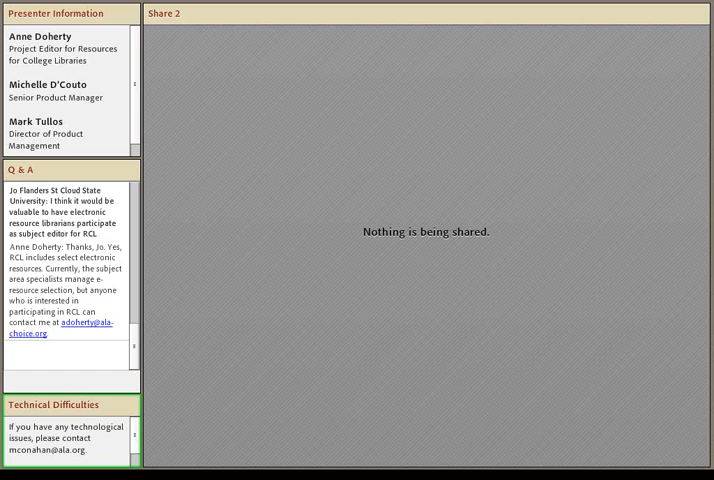 Presenter Information
Anne Doherty
Project Editor for Resources
for College Libraries
Michelle D'Couto
Senior Product Manager
Mark Tullos
Director of Product
Management
Q & A
Jo Flanders St Cloud State
University: I think it would be
valuable to have electronic
resource librarians participate
as subject editor for RCL
Anne Doherty: Thanks, Jo. Yes,
RCL includes select electronic
resources. Currently, the subject
area specialists manage e-
resource selection, but anyone
who is interested in
participating in RCL can
contact me at adoherty@ala-
choice.org.
Technical Difficulties
If you have any technological
issues, please contact
mconahan@ala.org.
Share 2
Nothing is being shared.